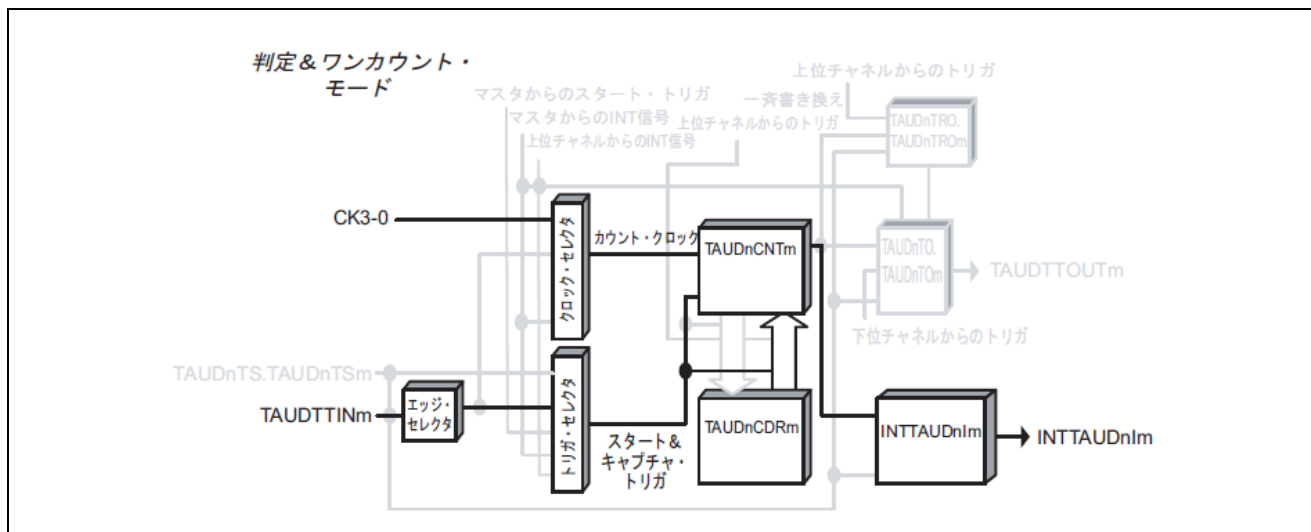 判定&ワンカウント・
モード
上位チャネルからのトリガ
マスタからのスタート・トリガ
一斉書き換え
マスタからのINT信号
上位チャネルからのトリガ
上位チャネルからのINT信号
TAUDnTRO.
TAUDnTROm
CK3-0
クロック・セレクタ
カウント・クロック
TAUDnCNTm
TAUDnTO.
TAUDnTOm
TAUDTTOUTm
下位チャネルからのトリガ
TAUDnTS.TAUDnTSm
TAUDTTINm
エッジ・
セレクタ
トリガ・セレクタ
スタート&
キャプチャ・
トリガ
TAUDnCDRm
INTTAUDnIm
INTTAUDnIm